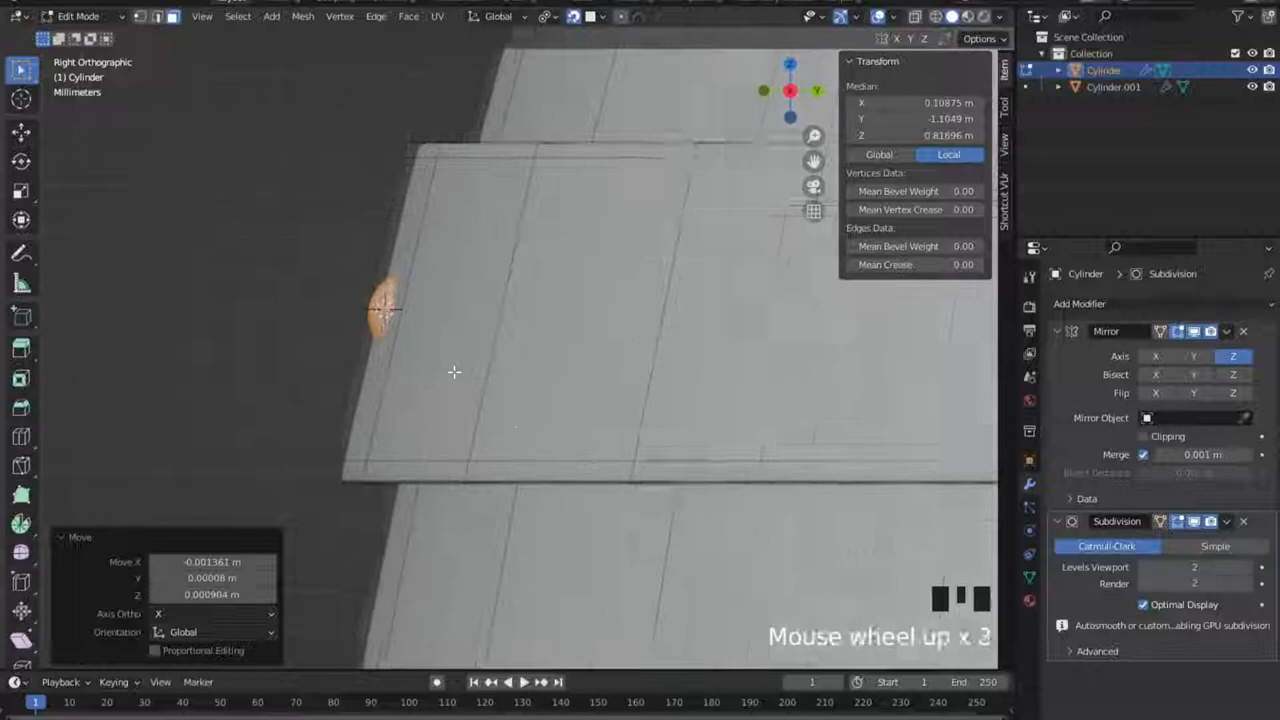 Edit Mode
View
Select
Add
Mesh
Vertex
Edge
Face
UV
Global
X Y Z
Options
Right Orthographic
(1) Cylinder
Millimeters
Transform
Median:
X 0.10875 m
Y -1.1049 m
Z 0.81696 m
Global Local
Vertices Data:
Mean Bevel Weight 0.00
Mean Vertex Crease 0.00
Edges Data:
Mean Bevel Weight 0.00
Mean Crease 0.00
Item
Tool
View
Shortcut VUr
Z
X
Y
Scene Collection
Collection
Cylinder
Cylinder.001
Cylinder > Subdivision
Add Modifier
Mirror
Axis X Y Z
Bisect X Y Z
Flip X Y Z
Mirror Object
Clipping
Merge 0.001 m
Data
Subdivision
Catmull-Clark Simple
Levels Viewport 2
Render 2
Optimal Display
Autosmooth or custom...abling GPU subdivision
Advanced
Move
Move X -0.001361 m
Y 0.00008 m
Z 0.000904 m
Axis Ortho X
Orientation Global
Proportional Editing
Mouse wheel up x 3
Playback Keying View Marker
1 Start 1 End 250
1 10 20 30 40 50 60 70 80 90 100 110 120 130 140 150 160 170 180 190 200 210 220 230 240 250